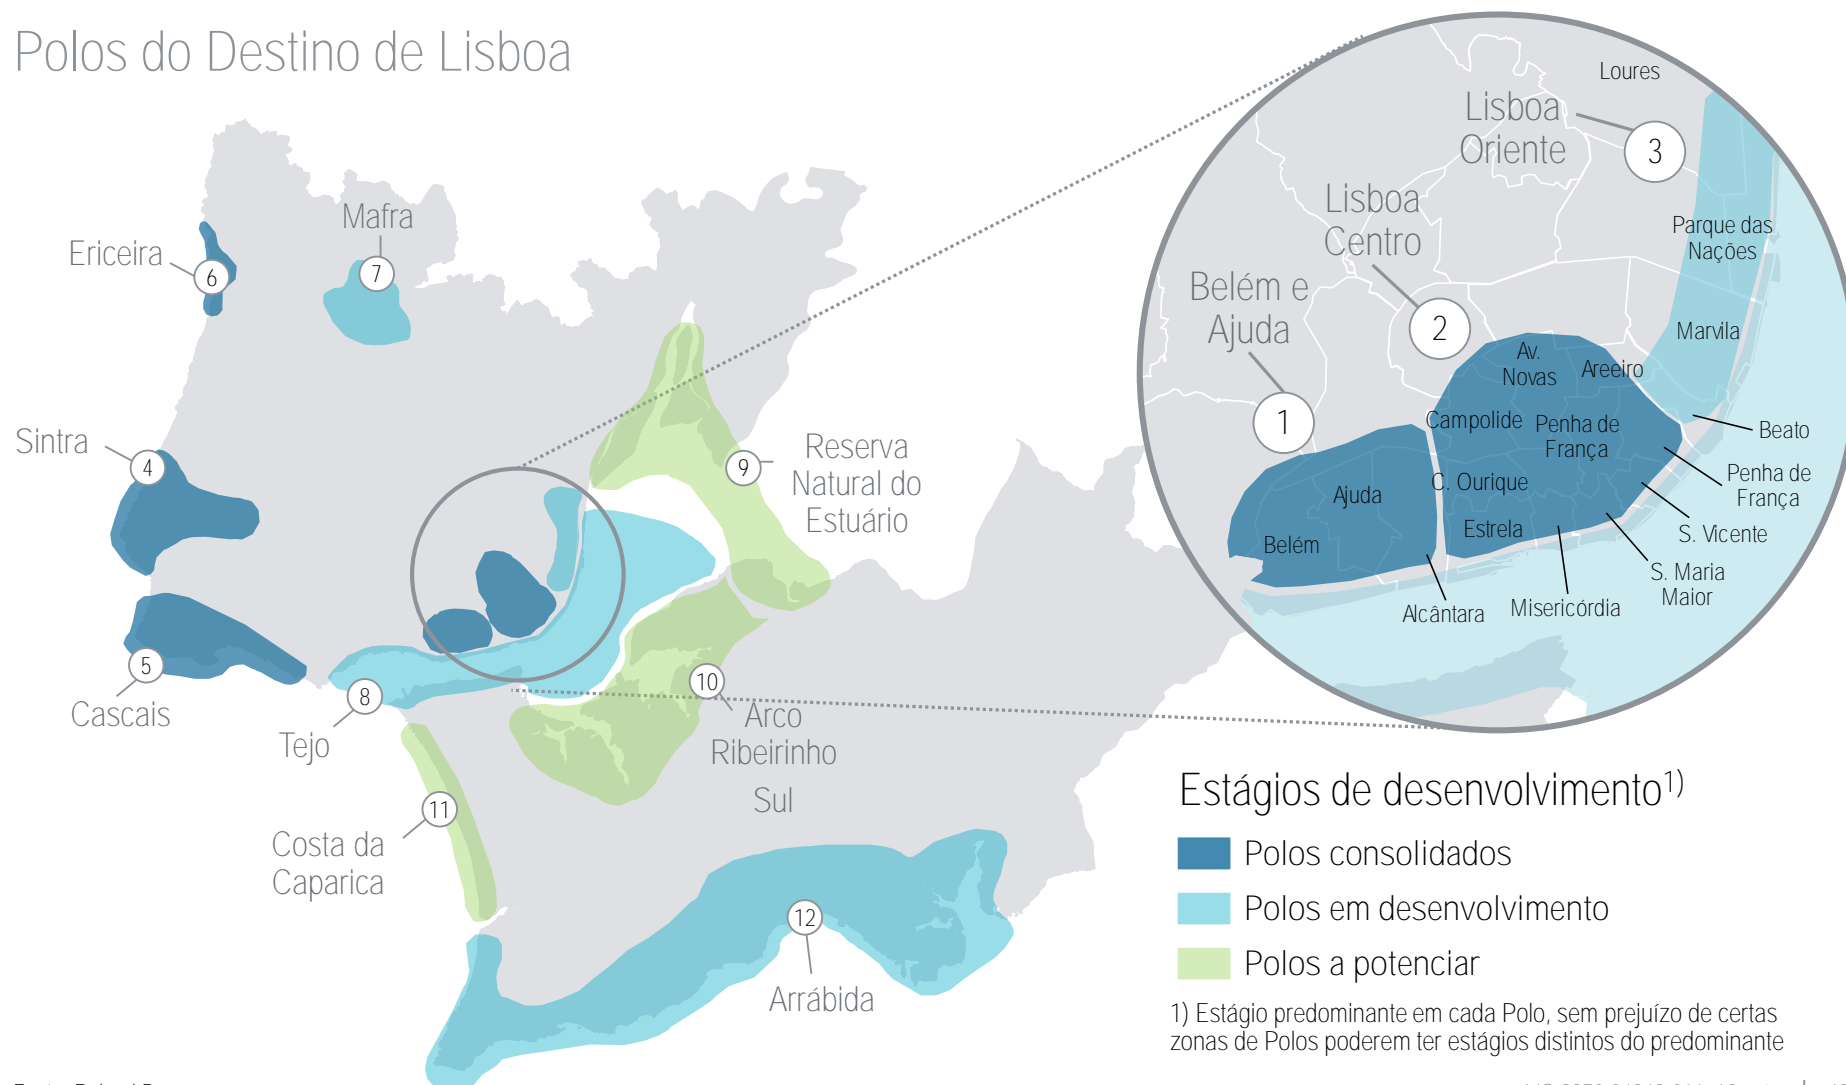 Polos do Destino de Lisboa
Loures
Lisboa
Oriente
3
Lisboa
Centro
Parque das
Nações
Belém e
Ajuda
2
Marvila
Av.
Novas
Areeiro
1
Campolide
Penha de
França
Beato
C. Ourique
Ajuda
Penha de
França
Estrela
Belém
S. Vicente
S. Maria
Maior
Alcântara
Misericórdia
Mafra
7
Ericeira
6
Sintra
4
Reserva
Natural do
Estuário
9
5
Cascais
8
Tejo
10
Arco
Ribeirinho
Sul
11
Costa da
Caparica
12
Arrábida
Estágios de desenvolvimento1)
Polos consolidados
Polos em desenvolvimento
Polos a potenciar
1) Estágio predominante em cada Polo, sem prejuízo de certas
zonas de Polos poderem ter estágios distintos do predominante